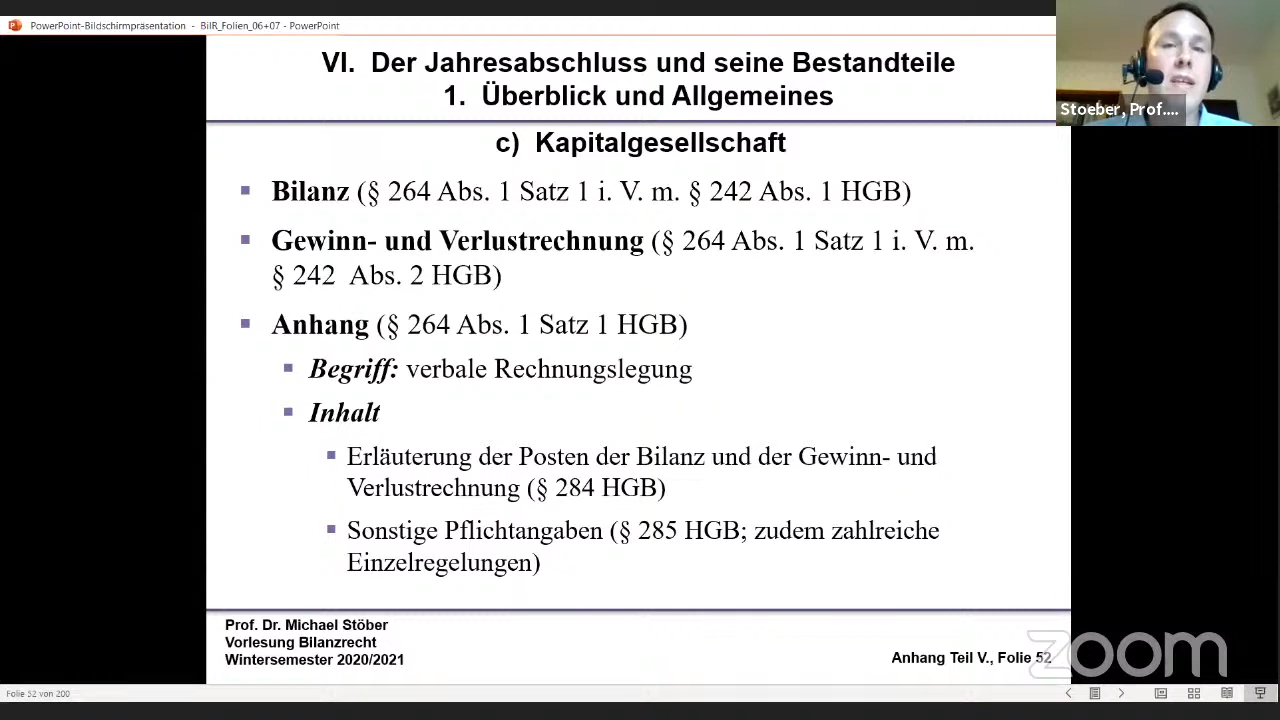 PowerPoint-Bildschirmpräsentation - BilR_Folien_06+07 - PowerPoint
Stoeber, Prof....
VI. Der Jahresabschluss und seine Bestandteile
1. Überblick und Allgemeines
c) Kapitalgesellschaft
Bilanz (§ 264 Abs. 1 Satz 1 i. V. m. § 242 Abs. 1 HGB)
Gewinn- und Verlustrechnung (§ 264 Abs. 1 Satz 1 i. V. m.
§ 242 Abs. 2 HGB)
Anhang (§ 264 Abs. 1 Satz 1 HGB)
Begriff: verbale Rechnungslegung
Inhalt
Erläuterung der Posten der Bilanz und der Gewinn- und
Verlustrechnung (§ 284 HGB)
Sonstige Pflichtangaben (§ 285 HGB; zudem zahlreiche
Einzelregelungen)
Prof. Dr. Michael Stöber
Vorlesung Bilanzrecht
Wintersemester 2020/2021
Anhang Teil V., Folie 52
zoom
Folie 52 von 200